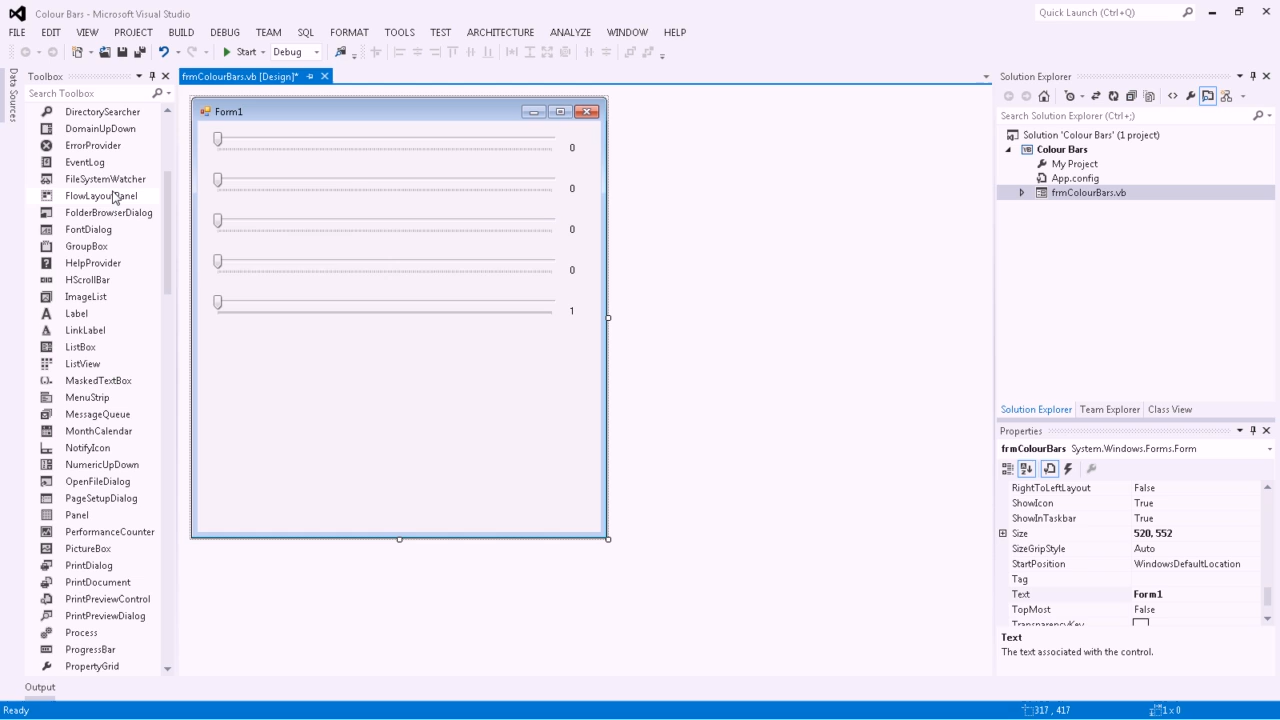 Colour Bars - Microsoft Visual Studio
Quick Launch (Ctrl+Q)
FILE EDIT VIEW PROJECT BUILD DEBUG TEAM SQL FORMAT TOOLS TEST ARCHITECTURE ANALYZE WINDOW HELP
Start Debug
Data Sources
Toolbox
Search Toolbox
DirectorySearcher
DomainUpDown
ErrorProvider
EventLog
FileSystemWatcher
FlowLayoutPanel
FolderBrowserDialog
FontDialog
GroupBox
HelpProvider
HScrollBar
ImageList
Label
LinkLabel
ListBox
ListView
MaskedTextBox
MenuStrip
MessageQueue
MonthCalendar
NotifyIcon
NumericUpDown
OpenFileDialog
PageSetupDialog
Panel
PerformanceCounter
PictureBox
PrintDialog
PrintDocument
PrintPreviewControl
PrintPreviewDialog
Process
ProgressBar
PropertyGrid
frmColourBars.vb [Design]*
Form1
0
0
0
0
1
Solution Explorer
Search Solution Explorer (Ctrl+;)
Solution 'Colour Bars' (1 project)
Colour Bars
My Project
App.config
frmColourBars.vb
Solution Explorer Team Explorer Class View
Properties
frmColourBars System.Windows.Forms.Form
RightToLeftLayout False
ShowIcon True
ShowInTaskbar True
Size 520, 552
SizeGripStyle Auto
StartPosition WindowsDefaultLocation
Tag
Text Form1
TopMost False
TransparencyKey
Text
The text associated with the control.
Output
Ready
317 , 417
1 x 0